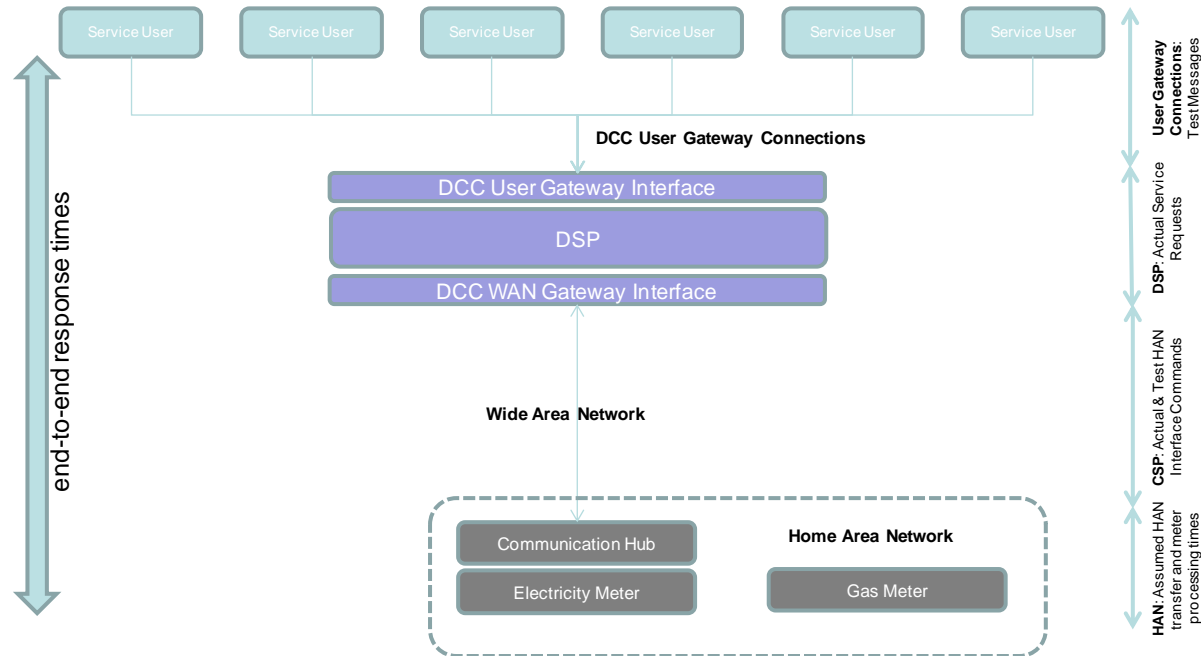 Service User
Service User
Service User
Service User
Service User
Service User
DCC User Gateway Connections
DCC User Gateway Interface
DSP
DCC WAN Gateway Interface
Wide Area Network
Home Area Network
Communication Hub
Electricity Meter
Gas Meter
end-to-end response times
User Gateway
Connections:
Test Messages
DSP: Actual Service
Requests
CSP: Actual & Test HAN
Interface Commands
HAN: Assumed HAN
transfer and meter
processing times